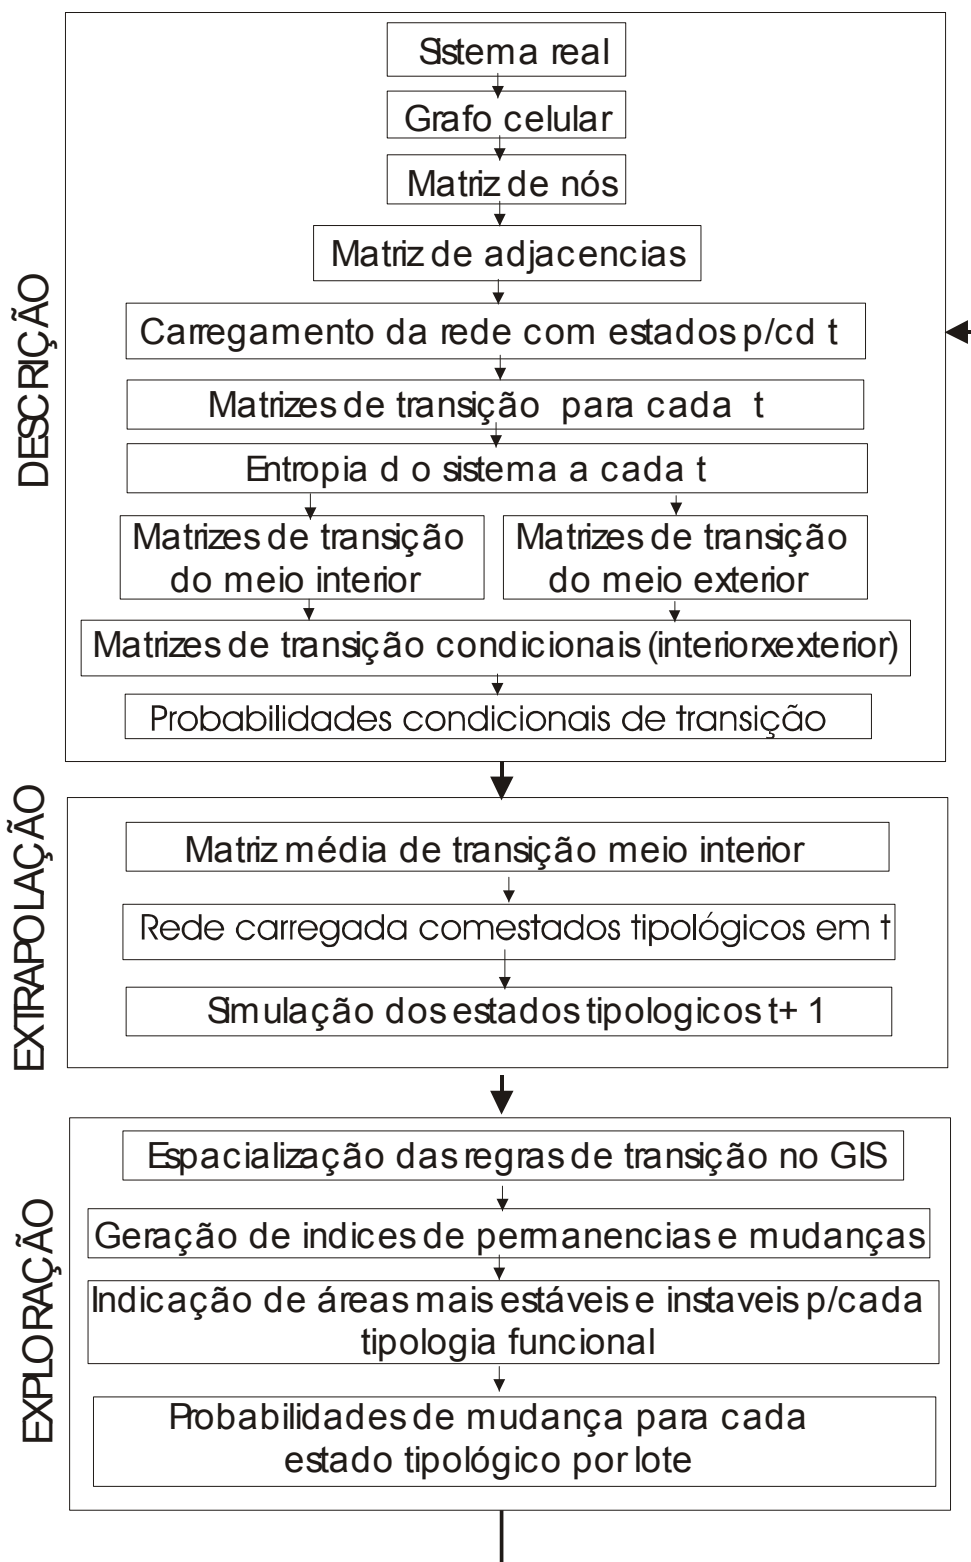 DESCRIÇÃO
Sistema real
Grafo celular
Matriz de nós
Matriz de adjacencias
Carregamento da rede com estados p/cd t
Matrizes de transição para cada t
Entropia d o sistema a cada t
Matrizes de transição
do meio interior
Matrizes de transição
do meio exterior
Matrizes de transição condicionais (interiorxexterior)
Probabilidades condicionais de transição
EXTRAPOLAÇÃO
Matriz média de transição meio interior
Rede carregada comestados tipológicos em t
Simulação dos estados tipologicos t+ 1
EXPLORAÇÃO
Espacialização das regras de transição no GIS
Geração de indices de permanencias e mudanças
Indicação de áreas mais estáveis e instaveis p/cada
tipologia funcional
Probabilidades de mudança para cada
estado tipológico por lote